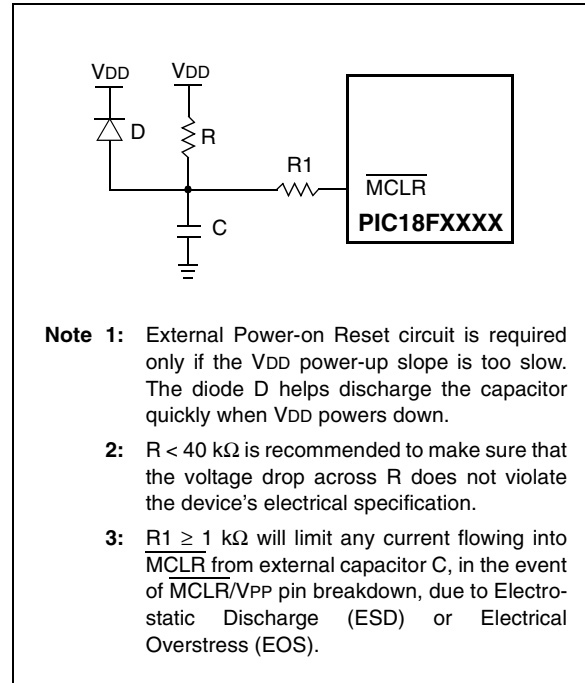 VDD VDD
D
R
R1
MCLR
C
PIC18FXXXX
Note 1: External Power-on Reset circuit is required
only if the VDD power-up slope is too slow.
The diode D helps discharge the capacitor
quickly when VDD powers down.
2: R < 40 kΩ is recommended to make sure that
the voltage drop across R does not violate
the device's electrical specification.
3: R1 ≥ 1 kΩ will limit any current flowing into
MCLR from external capacitor C, in the event
of MCLR/VPP pin breakdown, due to Electro-
static Discharge (ESD) or Electrical
Overstress (EOS).